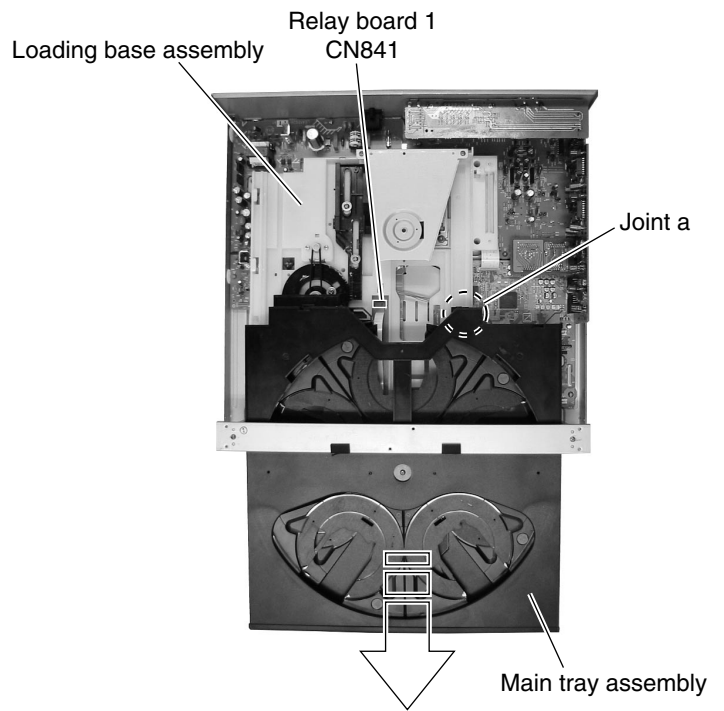 Relay board 1
CN841
Loading base assembly
Joint a
Main tray assembly